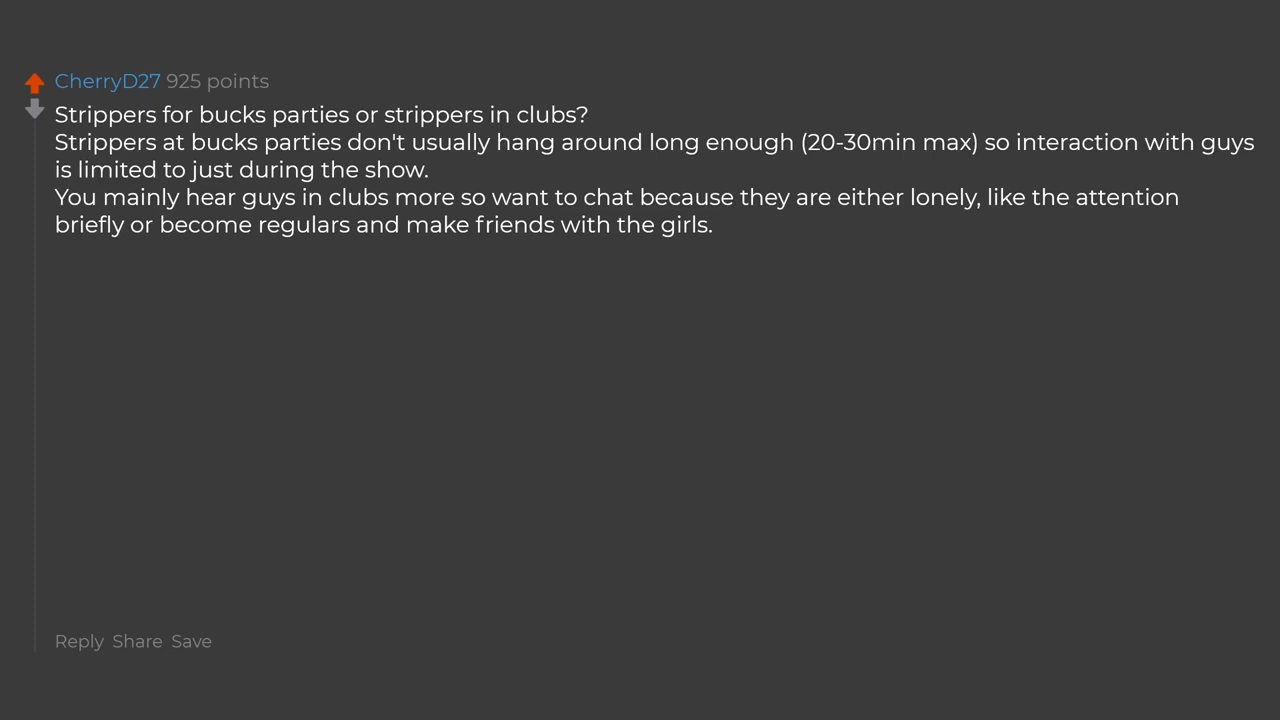 CherryD27 925 points
Strippers for bucks parties or strippers in clubs?
Strippers at bucks parties don't usually hang around long enough (20-30min max) so interaction with guys
is limited to just during the show.
You mainly hear guys in clubs more so want to chat because they are either lonely, like the attention
briefly or become regulars and make friends with the girls.
Reply Share Save